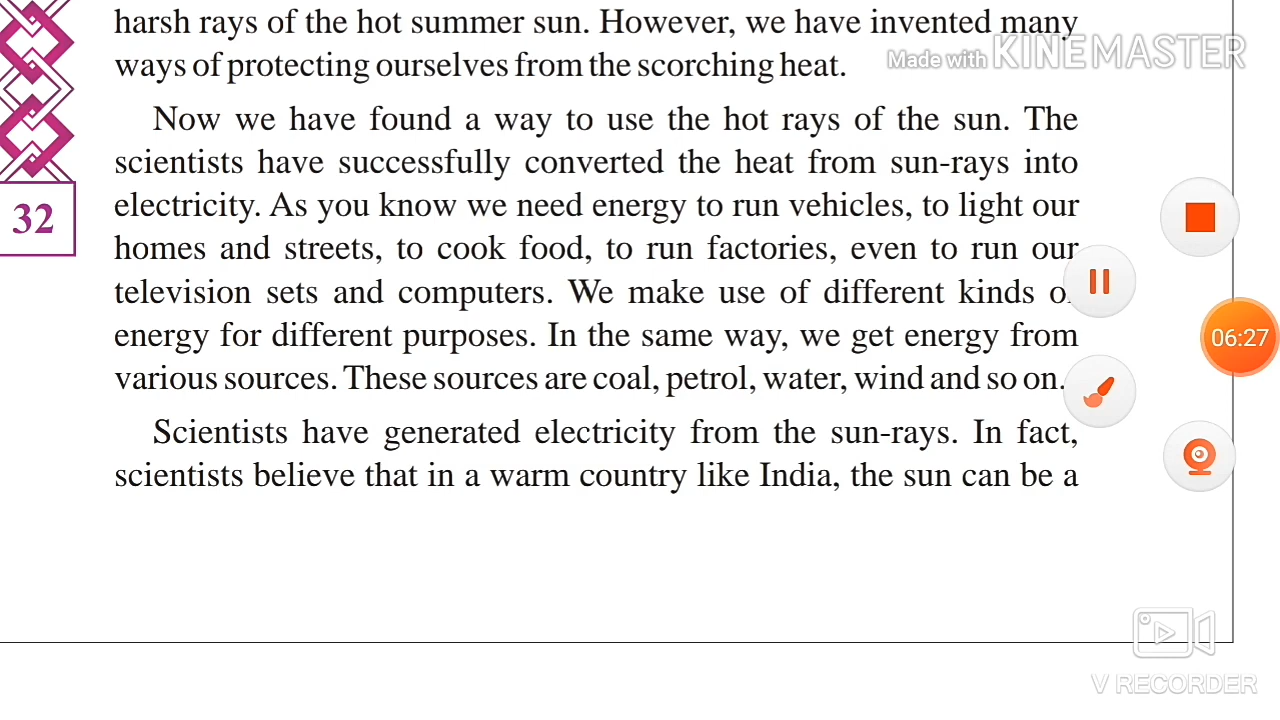 harsh rays of the hot summer sun. However, we have invented many
Made with KINEMASTER
ways of protecting ourselves from the scorching heat.
Now we have found a way to use the hot rays of the sun. The
scientists have successfully converted the heat from sun-rays into
32
electricity. As you know we need energy to run vehicles, to light our
homes and streets, to cook food, to run factories, even to run our
television sets and computers. We make use of different kinds of
06:27
energy for different purposes. In the same way, we get energy from
various sources. These sources are coal, petrol, water, wind and so on.
Scientists have generated electricity from the sun-rays. In fact,
scientists believe that in a warm country like India, the sun can be a
V RECORDER